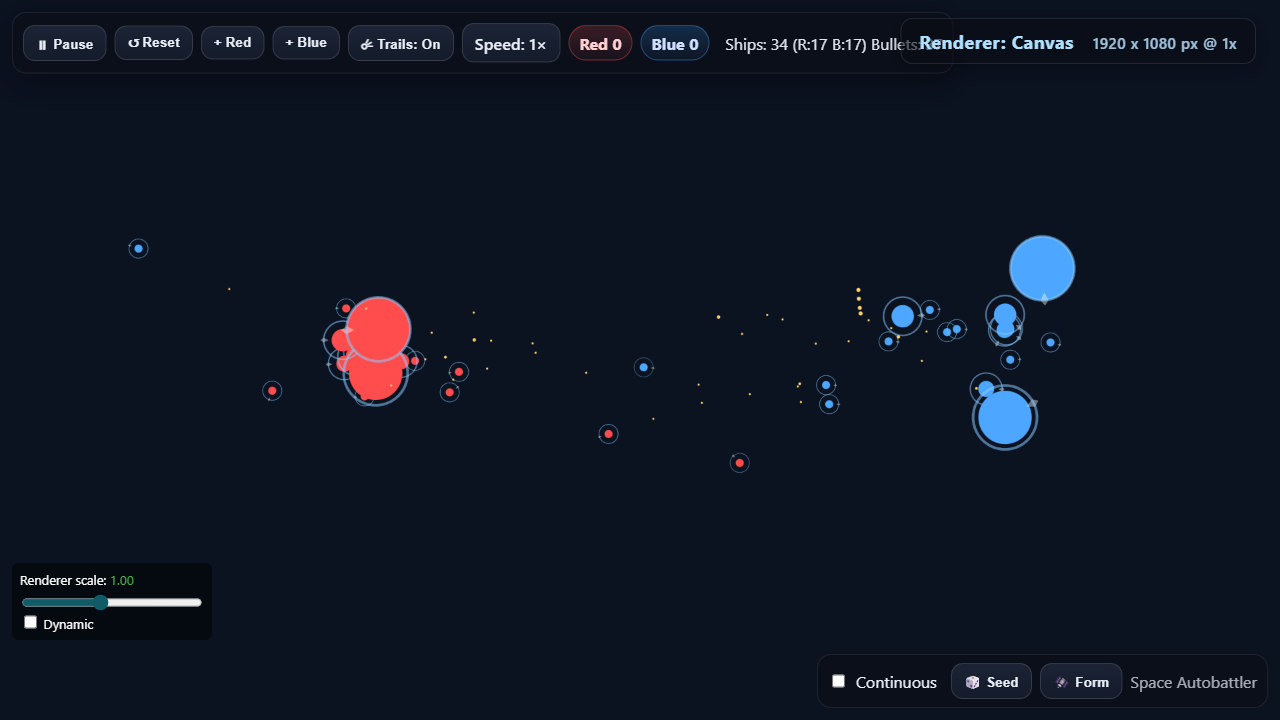 ⏸ Pause
↺ Reset
+ Red
+ Blue
Trails: On
Speed: 1×
Red 0
Blue 0
Ships: 34 (R:17 B:17) Bullets:
Renderer: Canvas
1920 x 1080 px @ 1x
Renderer scale: 1.00
Dynamic
Continuous
Seed
Form
Space Autobattler